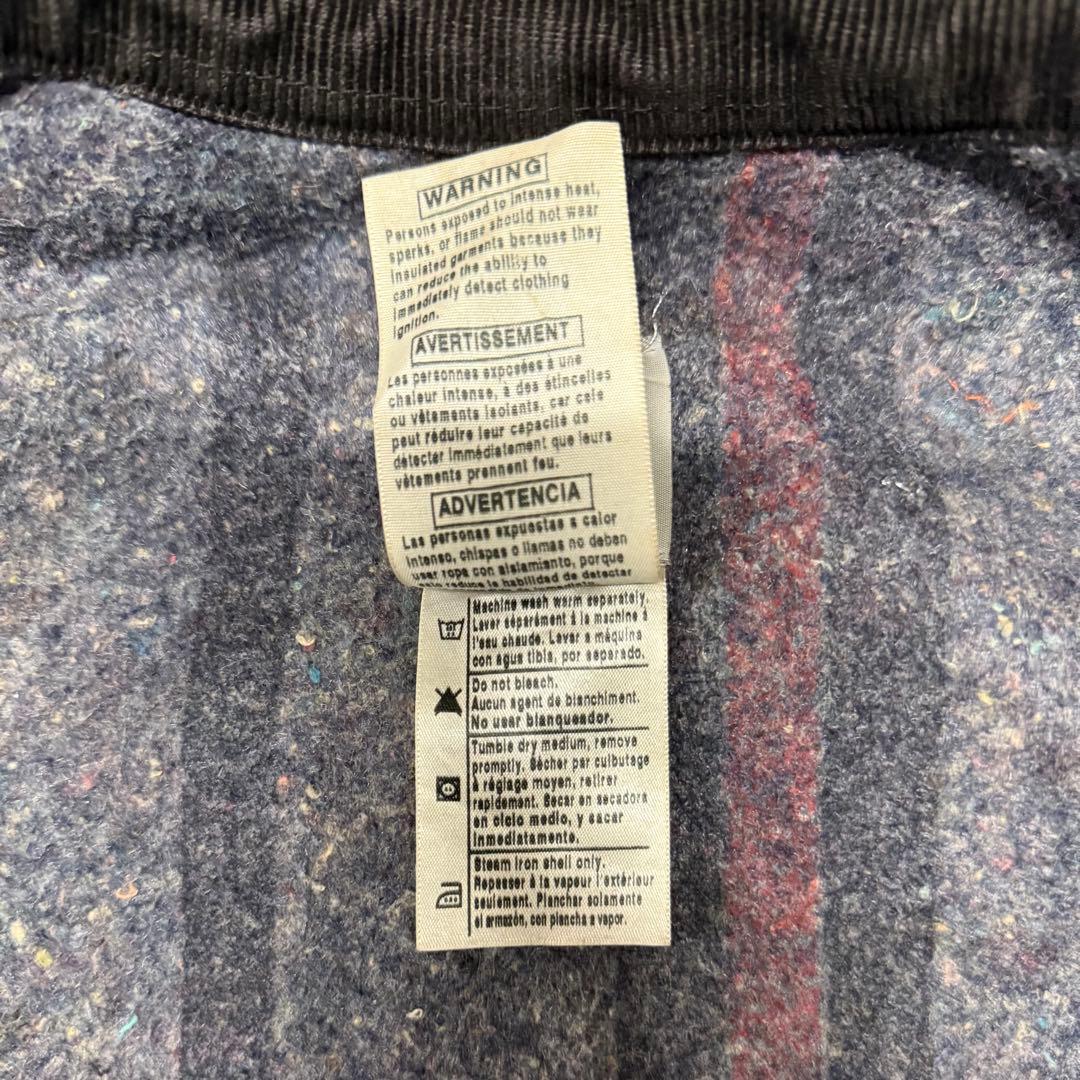 WARNING
Persons exposed to intense heat,
sparks, or flame should not wear
insulated garments because they
can reduce the ability to
immediately detect clothing
ignition.
AVERTISSEMENT
Les personnes exposées à une
chaleur intense, à des étincelles
ou vêtements isolants, car cela
peut réduire leur capacité de
détecter immédiatement que leurs
vêtements prennent feu.
ADVERTENCIA
Las personas expuestas a calor
intenso, chispas o llamas no deben
usar ropa con aislamiento, porque
reduce la habilidad de detectar
Machine wash warm separately.
Laver séparément à la machine à
l'eau chaude. Lavar a máquina
con agua tibia, por separado.
Do not bleach.
Aucun agent de blanchiment.
No usar blanqueador.
Tumble dry medium, remove
promptly. Sécher par culbutage
à réglage moyen, retirer
rapidement. Secar en secadora
en ciclo medio, y sacar
inmediatamente.
Steam iron shell only.
Repasser à la vapeur l'extérieur
seulement. Planchar solamente
el armazón, con plancha a vapor.